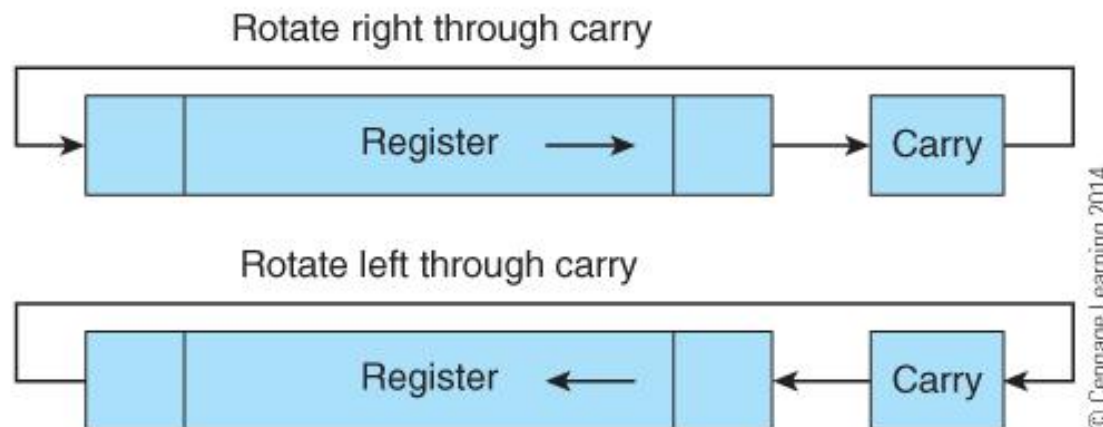 Rotate right through carry
Register
Carry
Rotate left through carry
Register
Carry
© Cengage Learning 2014